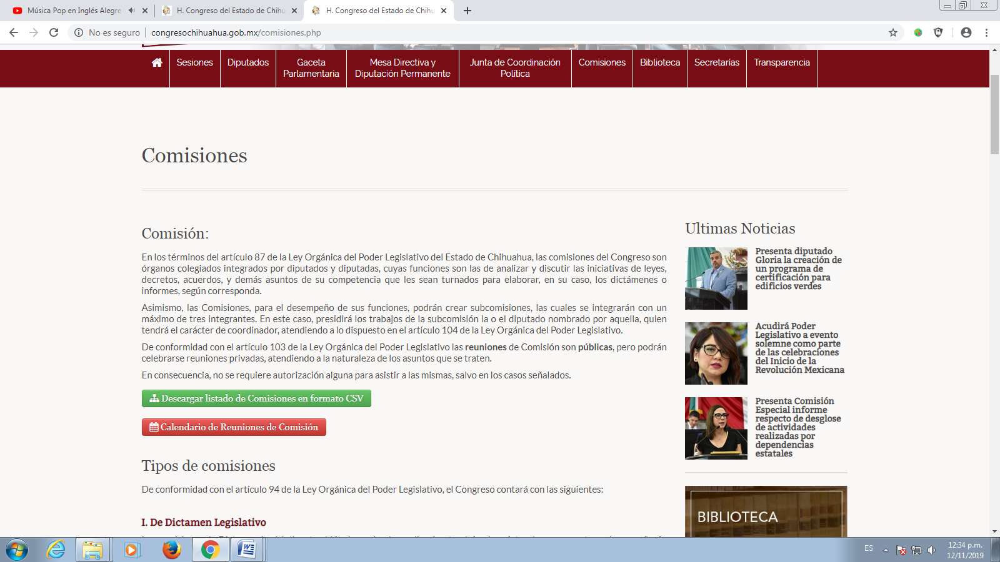 Música Pop en Inglés Alegre
H. Congreso del Estado de Chihu
H. Congreso del Estado de Chihu
No es seguro
congresochihuahua.gob.mx/comisiones.php
Sesiones
Diputados
Gaceta
Parlamentaria
Mesa Directiva y
Diputación Permanente
Junta de Coordinación
Política
Comisiones
Biblioteca
Secretarías
Transparencia
Comisiones
Comisión:
En los términos del artículo 87 de la Ley Orgánica del Poder Legislativo del Estado de Chihuahua, las comisiones del Congreso son
órganos colegiados integrados por diputados y diputadas, cuyas funciones son las de analizar y discutir las iniciativas de leyes,
decretos, acuerdos, y demás asuntos de su competencia que les sean turnados para elaborar, en su caso, los dictámenes o
informes, según corresponda.
Asimismo, las Comisiones, para el desempeño de sus funciones, podrán crear subcomisiones, las cuales se integrarán con un
máximo de tres integrantes. En este caso, presidirá los trabajos de la subcomisión la o el diputado nombrado por aquella, quien
tendrá el carácter de coordinador, atendiendo a lo dispuesto en el artículo 104 de la Ley Orgánica del Poder Legislativo.
De conformidad con el artículo 103 de la Ley Orgánica del Poder Legislativo las reuniones de Comisión son públicas, pero podrán
celebrarse reuniones privadas, atendiendo a la naturaleza de los asuntos que se traten.
En consecuencia, no se requiere autorización alguna para asistir a las mismas, salvo en los casos señalados.
Descargar listado de Comisiones en formato CSV
Calendario de Reuniones de Comisión
Tipos de comisiones
De conformidad con el artículo 94 de la Ley Orgánica del Poder Legislativo, el Congreso contará con las siguientes:
I. De Dictamen Legislativo
Ultimas Noticias
Presenta diputado
Gloria la creación de
un programa de
certificación para
edificios verdes
Acudirá Poder
Legislativo a evento
solemne como parte
de las celebraciones
del Inicio de la
Revolución Mexicana
Presenta Comisión
Especial informe
respecto de desglose
de actividades
realizadas por
dependencias
estatales
BIBLIOTECA
ES
12:34 p.m.
12/11/2019